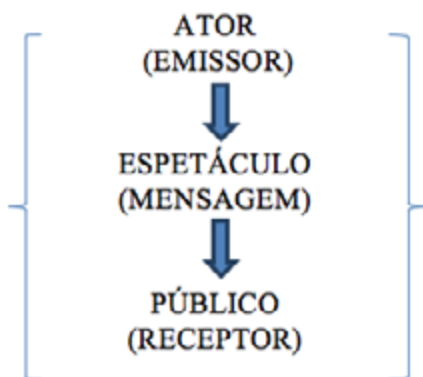 ATOR
(EMISSOR)
ESPETÁCULO
(MENSAGEM)
PÚBLICO
(RECEPTOR)